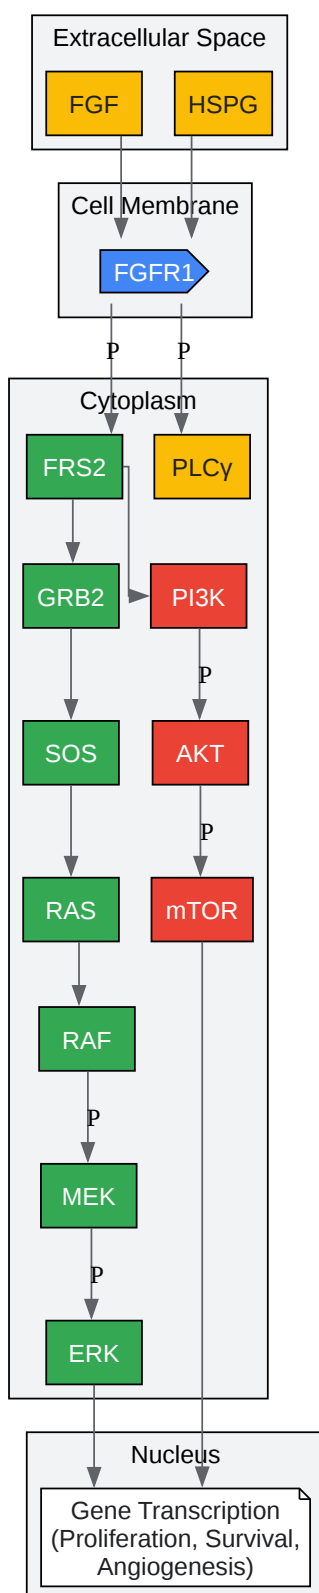 Extracellular Space
FGF
HSPG
Cell Membrane
FGFR1
P
P
Cytoplasm
FRS2
PLCγ
GRB2
PI3K
P
SOS
AKT
P
RAS
mTOR
RAF
P
MEK
P
ERK
Nucleus
Gene Transcription
(Proliferation, Survival,
Angiogenesis)